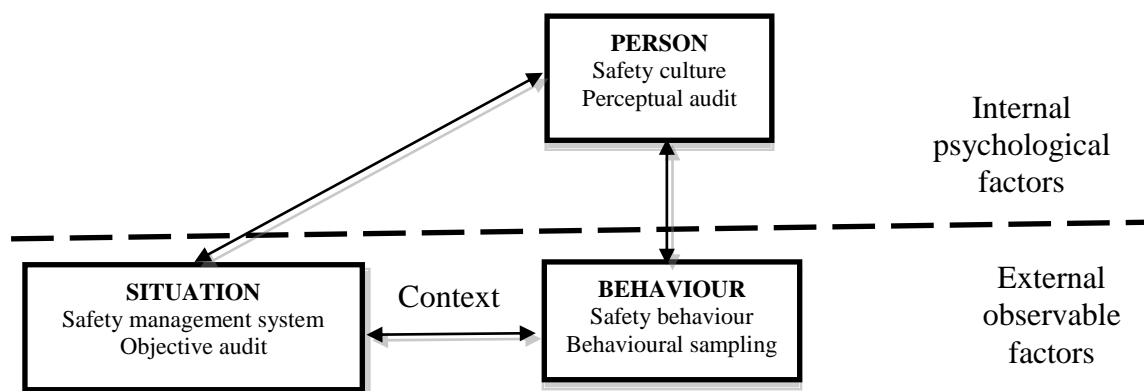 PERSON
Safety culture
Perceptual audit
Internal
psychological
factors
SITUATION
Safety management system
Objective audit
Context
BEHAVIOUR
Safety behaviour
Behavioural sampling
External
observable
factors